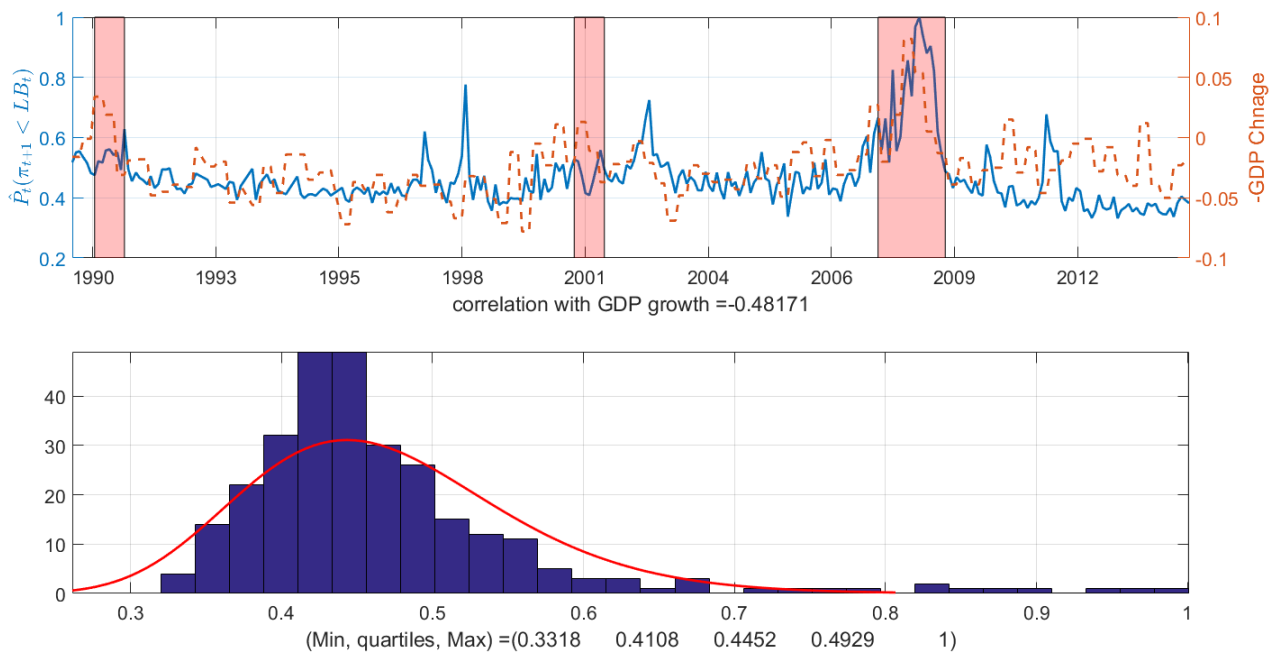 1
0.8
0.6
0.4
0.2
P̂ₜ(πₜ₊₁ < LBₜ)
0.1
0.05
0
-0.05
-0.1
-GDP Chnage
1990 1993 1995 1998 2001 2004 2006 2009 2012
correlation with GDP growth =-0.48171
40
30
20
10
0
0.3 0.4 0.5 0.6 0.7 0.8 0.9 1
(Min, quartiles, Max) =(0.3318 0.4108 0.4452 0.4929 1)